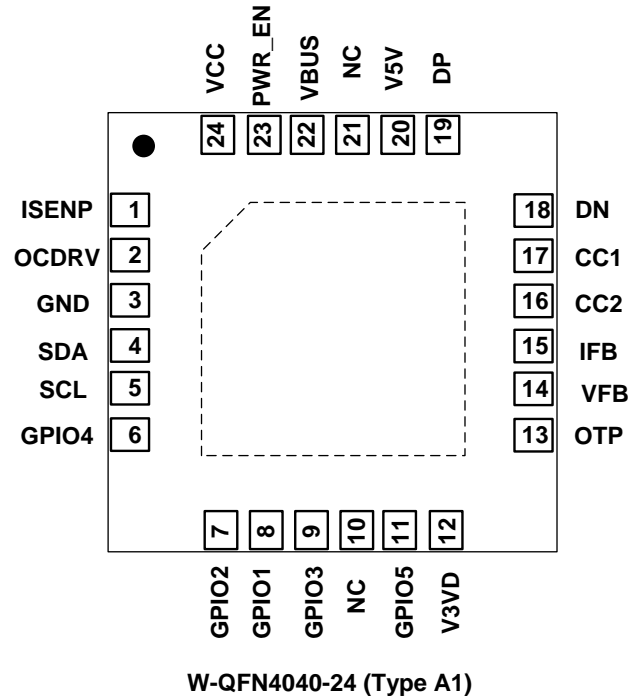 VCC
PWR_EN
VBUS
NC
V5V
DP
24
23
22
21
20
19
ISENP 1
OCDRV 2
GND 3
SDA 4
SCL 5
GPIO4 6
18 DN
17 CC1
16 CC2
15 IFB
14 VFB
13 OTP
7
8
9
10
11
12
GPIO2
GPIO1
GPIO3
NC
GPIO5
V3VD
W-QFN4040-24 (Type A1)